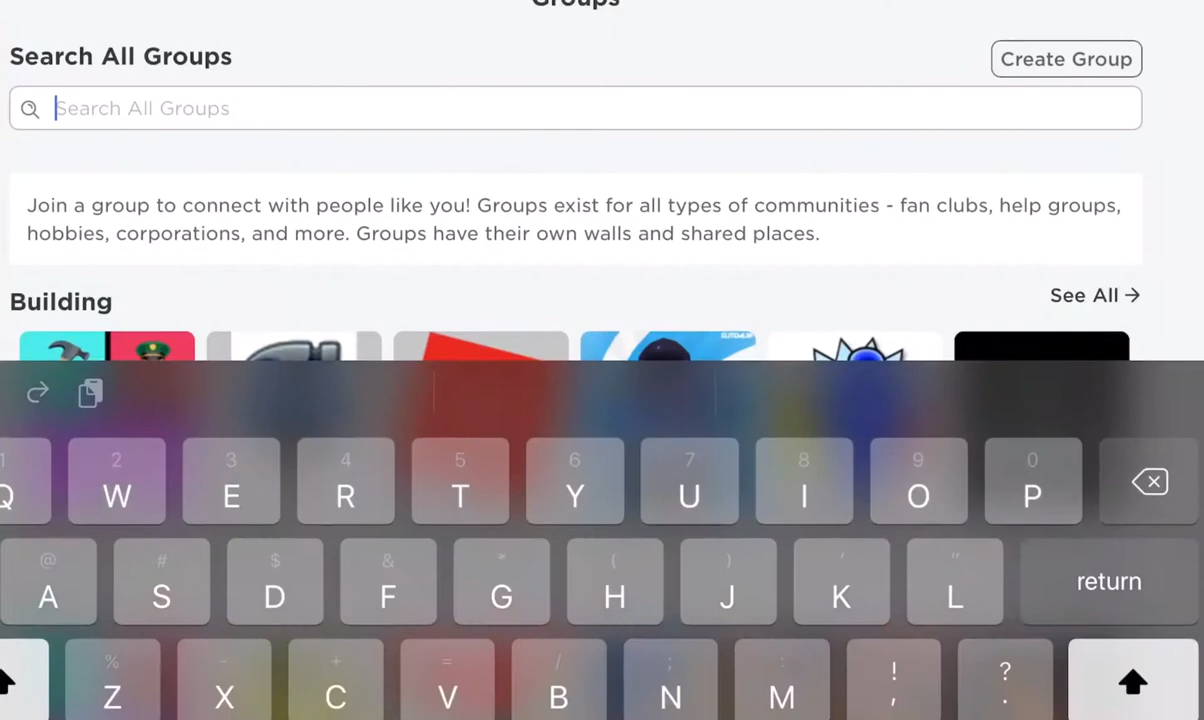 Groups
Search All Groups
Create Group
Search All Groups
Join a group to connect with people like you! Groups exist for all types of communities - fan clubs, help groups,
hobbies, corporations, and more. Groups have their own walls and shared places.
Building
See All →
1 2 3 4 5 6 7 8 9 0
Q W E R T Y U I O P
@ # $ & * ( ) ' "
A S D F G H J K L return
% - + = / ; : ! ?
Z X C V B N M , .